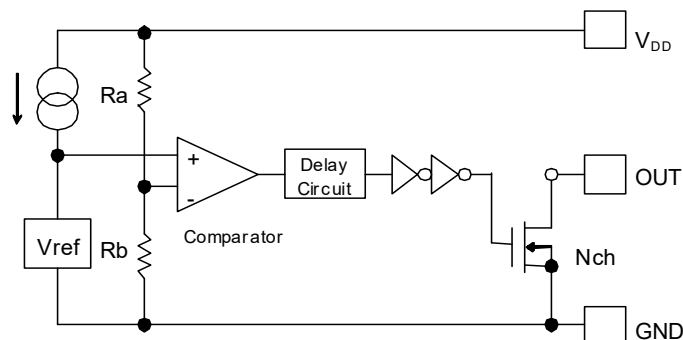 V_DD
Ra
+
Delay
Circuit
OUT
-
Vref
Rb
Comparator
Nch
GND